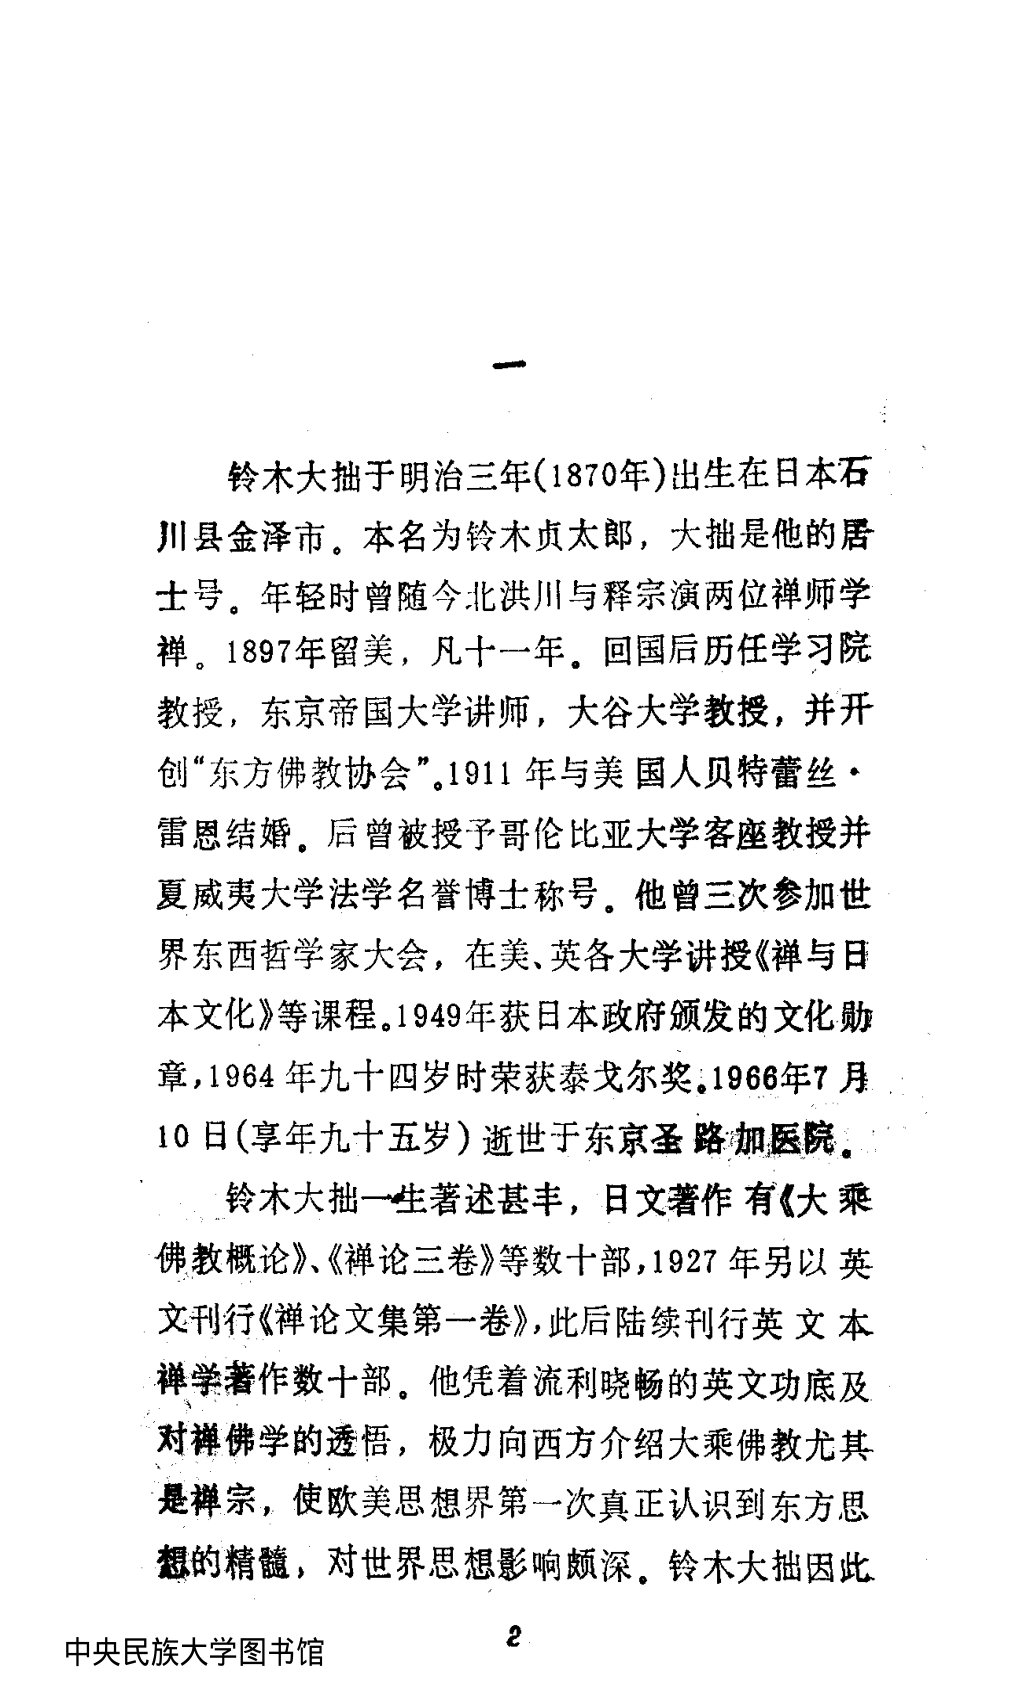 一
铃木大拙于明治三年(1870年)出生在日本石
川县金泽市。本名为铃木贞太郎，大拙是他的居
士号。年轻时曾随今北洪川与释宗演两位禅师学
禅。1897年留美，凡十一年。回国后历任学习院
教授，东京帝国大学讲师，大谷大学教授，并开
创“东方佛教协会”。1911年与美国人贝特蕾丝·
雷恩结婚。后曾被授予哥伦比亚大学客座教授并
夏威夷大学法学名誉博士称号。他曾三次参加世
界东西哲学家大会，在美、英各大学讲授《禅与日
本文化》等课程。1949年获日本政府颁发的文化勋
章，1964年九十四岁时荣获泰戈尔奖。1966年7月
10日(享年九十五岁)逝世于东京圣路加医院。
铃木大拙一生著述甚丰，日文著作有《大乘
佛教概论》、《禅论三卷》等数十部，1927年另以英
文刊行《禅论文集第一卷》，此后陆续刊行英文本
禅学著作数十部。他凭着流利晓畅的英文功底及
对禅佛学的透悟，极力向西方介绍大乘佛教尤其
是禅宗，使欧美思想界第一次真正认识到东方思
想的精髓，对世界思想影响颇深。铃木大拙因此
2
中央民族大学图书馆